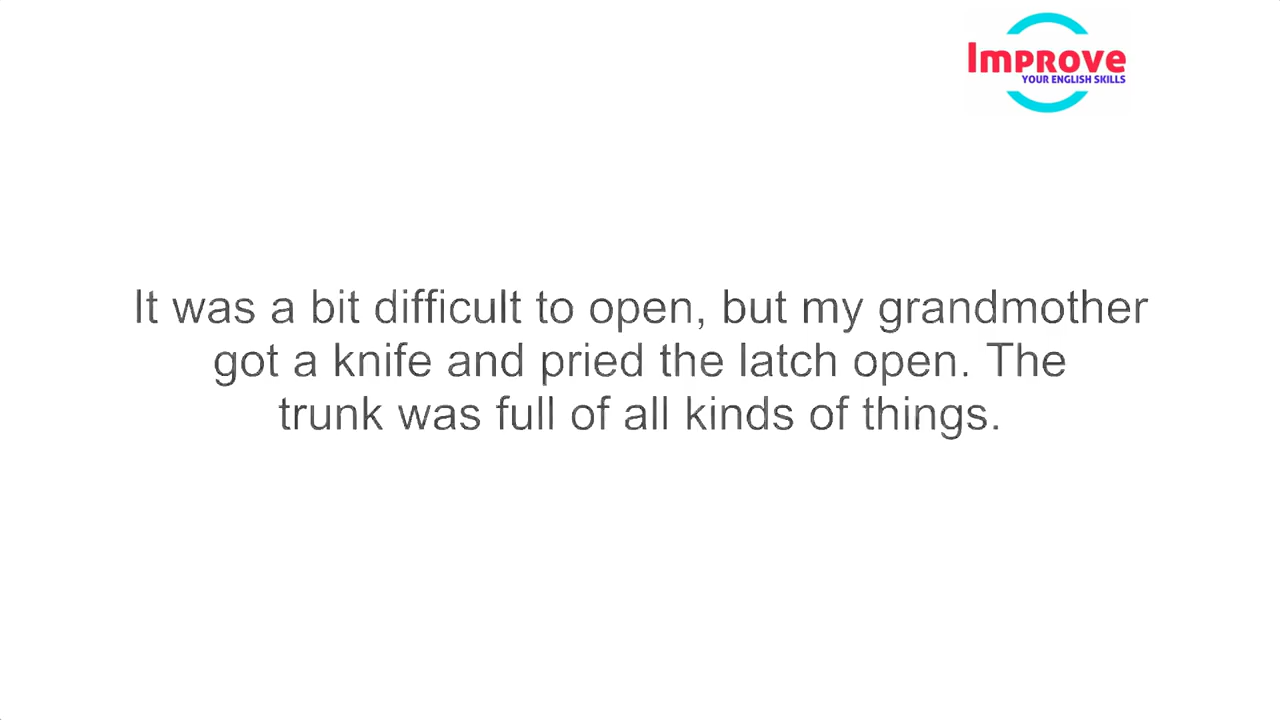 Improve
YOUR ENGLISH SKILLS
It was a bit difficult to open, but my grandmother
got a knife and pried the latch open. The
trunk was full of all kinds of things.